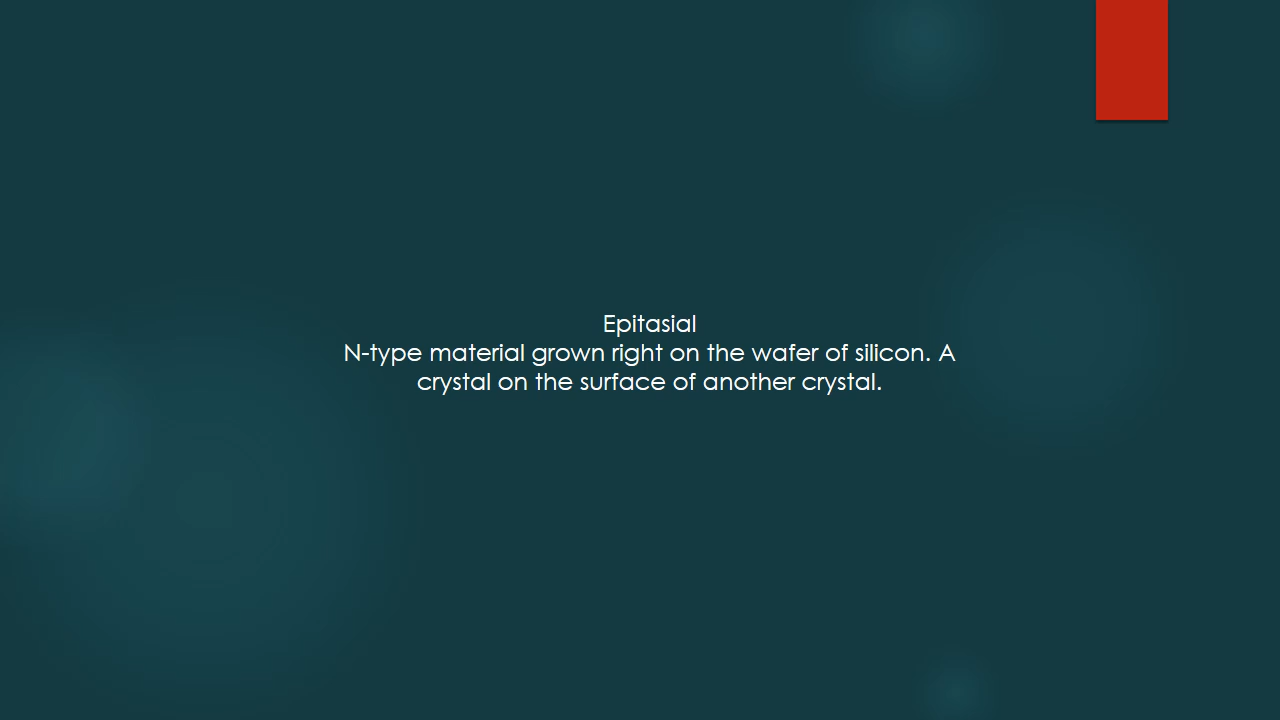 Epitasial
N-type material grown right on the wafer of silicon. A
crystal on the surface of another crystal.